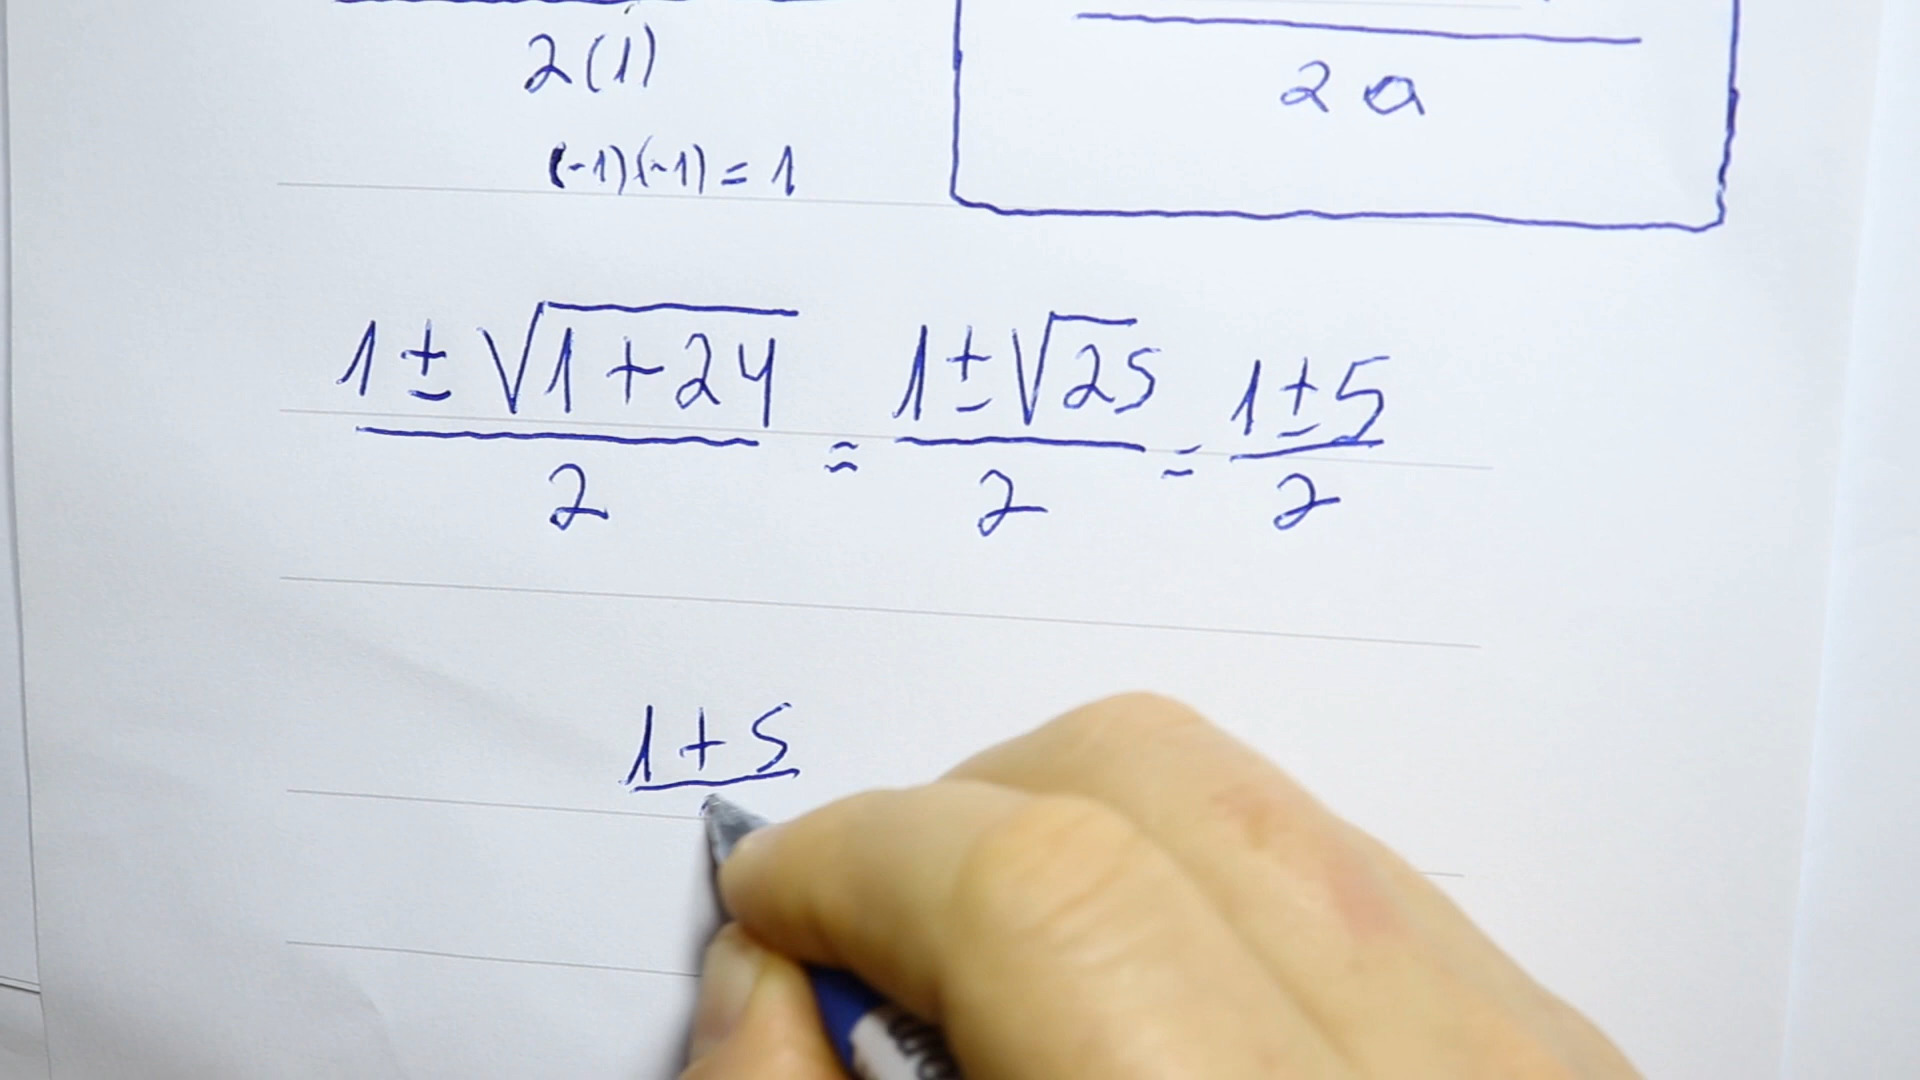 2(1)
2a
(-1)(-1) = 1
1 ± √1 + 24 / 2 = 1 ± √25 / 2 = 1 ± 5 / 2
1 + 5